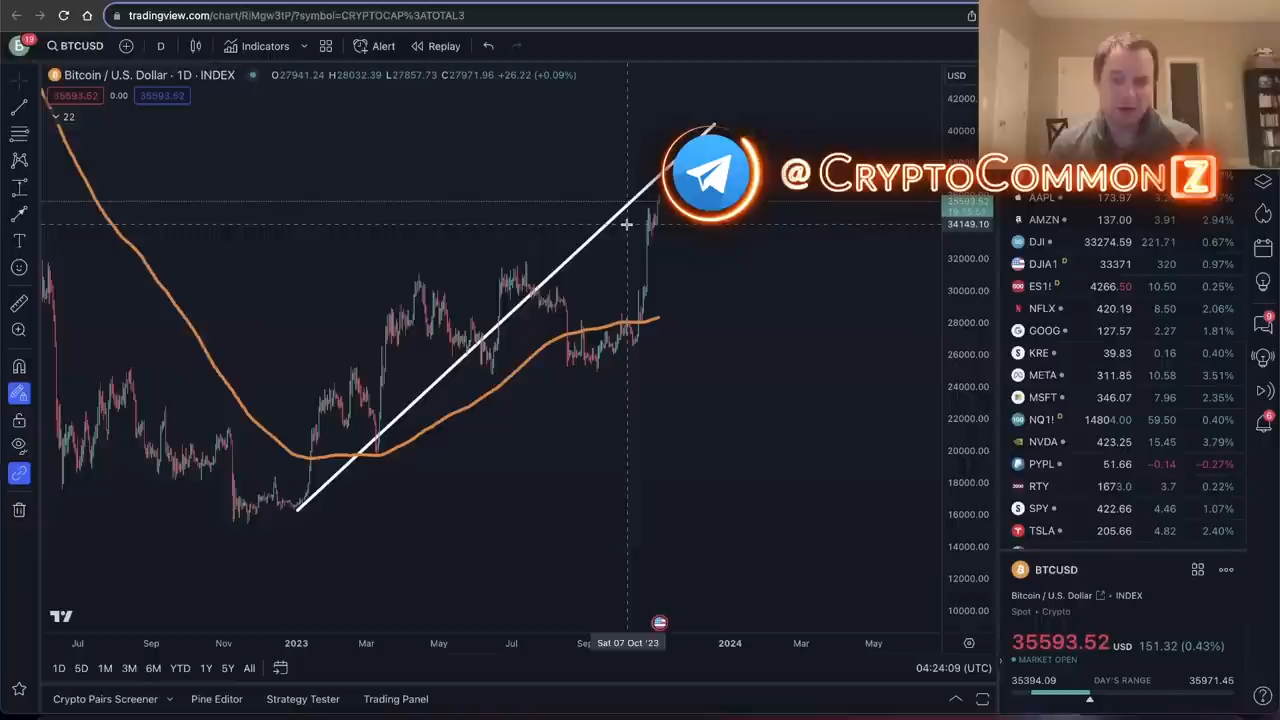 tradingview.com/chart/RiMgw3tP/?symbol=CRYPTOCAP%3ATOTAL3
19
BTCUSD
D
Indicators
Alert
Replay
Bitcoin / U.S. Dollar · 1D · INDEX
O27941.24 H28032.39 L27857.73 C27971.96 +26.22 (+0.09%)
35593.52 0.00 35593.52
22
USD
42000.00
40000.00
@CRYPTOCOMMONZ
35593.52
34149.10
32000.00
30000.00
28000.00
26000.00
24000.00
22000.00
20000.00
18000.00
16000.00
14000.00
12000.00
10000.00
AAPL 173.97
AMZN 137.00 3.91 2.94%
DJI 33274.59 221.71 0.67%
DJIA1 D 33371 320 0.97%
ES1! D 4266.50 10.50 0.25%
NFLX 420.19 8.50 2.06%
GOOG 127.57 2.27 1.81%
KRE 39.83 0.16 0.40%
META 311.85 10.58 3.51%
MSFT 346.07 7.96 2.35%
NQ1! D 14804.00 59.50 0.40%
NVDA 423.25 15.45 3.79%
PYPL 51.66 −0.14 −0.27%
RTY 1673.0 3.7 0.22%
SPY 422.66 4.46 1.07%
TSLA 205.66 4.82 2.40%
9
6
BTCUSD
Bitcoin / U.S. Dollar · INDEX
Spot · Crypto
35593.52 USD 151.32 (0.43%)
MARKET OPEN
35394.09 DAY'S RANGE 35971.45
Jul Sep Nov 2023 Mar May Jul Sat 07 Oct '23 2024 Mar May
1D 5D 1M 3M 6M YTD 1Y 5Y All
04:24:09 (UTC)
Crypto Pairs Screener
Pine Editor
Strategy Tester
Trading Panel